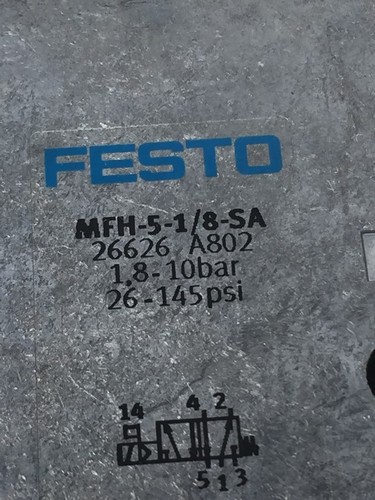 FESTO
MFH-5-1/8-SA
26626 A802
1,8-10bar
26-145psi
14 4 2
5 1 3